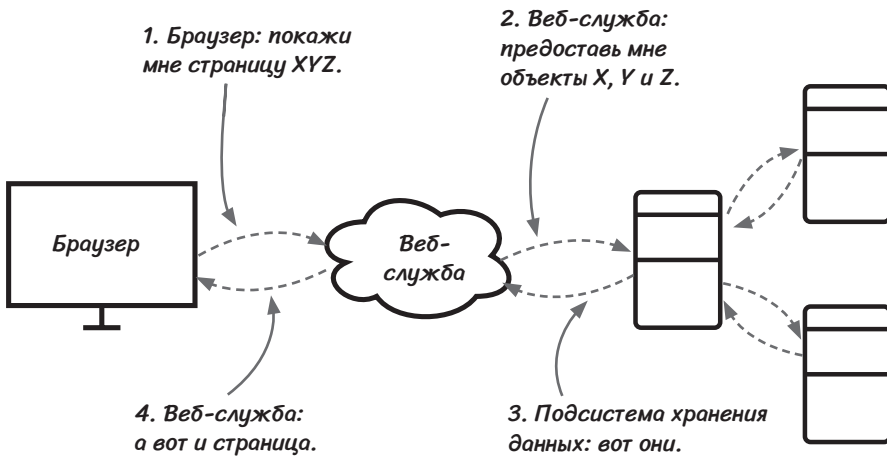 1. Браузер: покажи
мне страницу XYZ.
2. Веб-служба:
предоставь мне
объекты X, Y и Z.
Браузер
Веб-
служба
4. Веб-служба:
а вот и страница.
3. Подсистема хранения
данных: вот они.